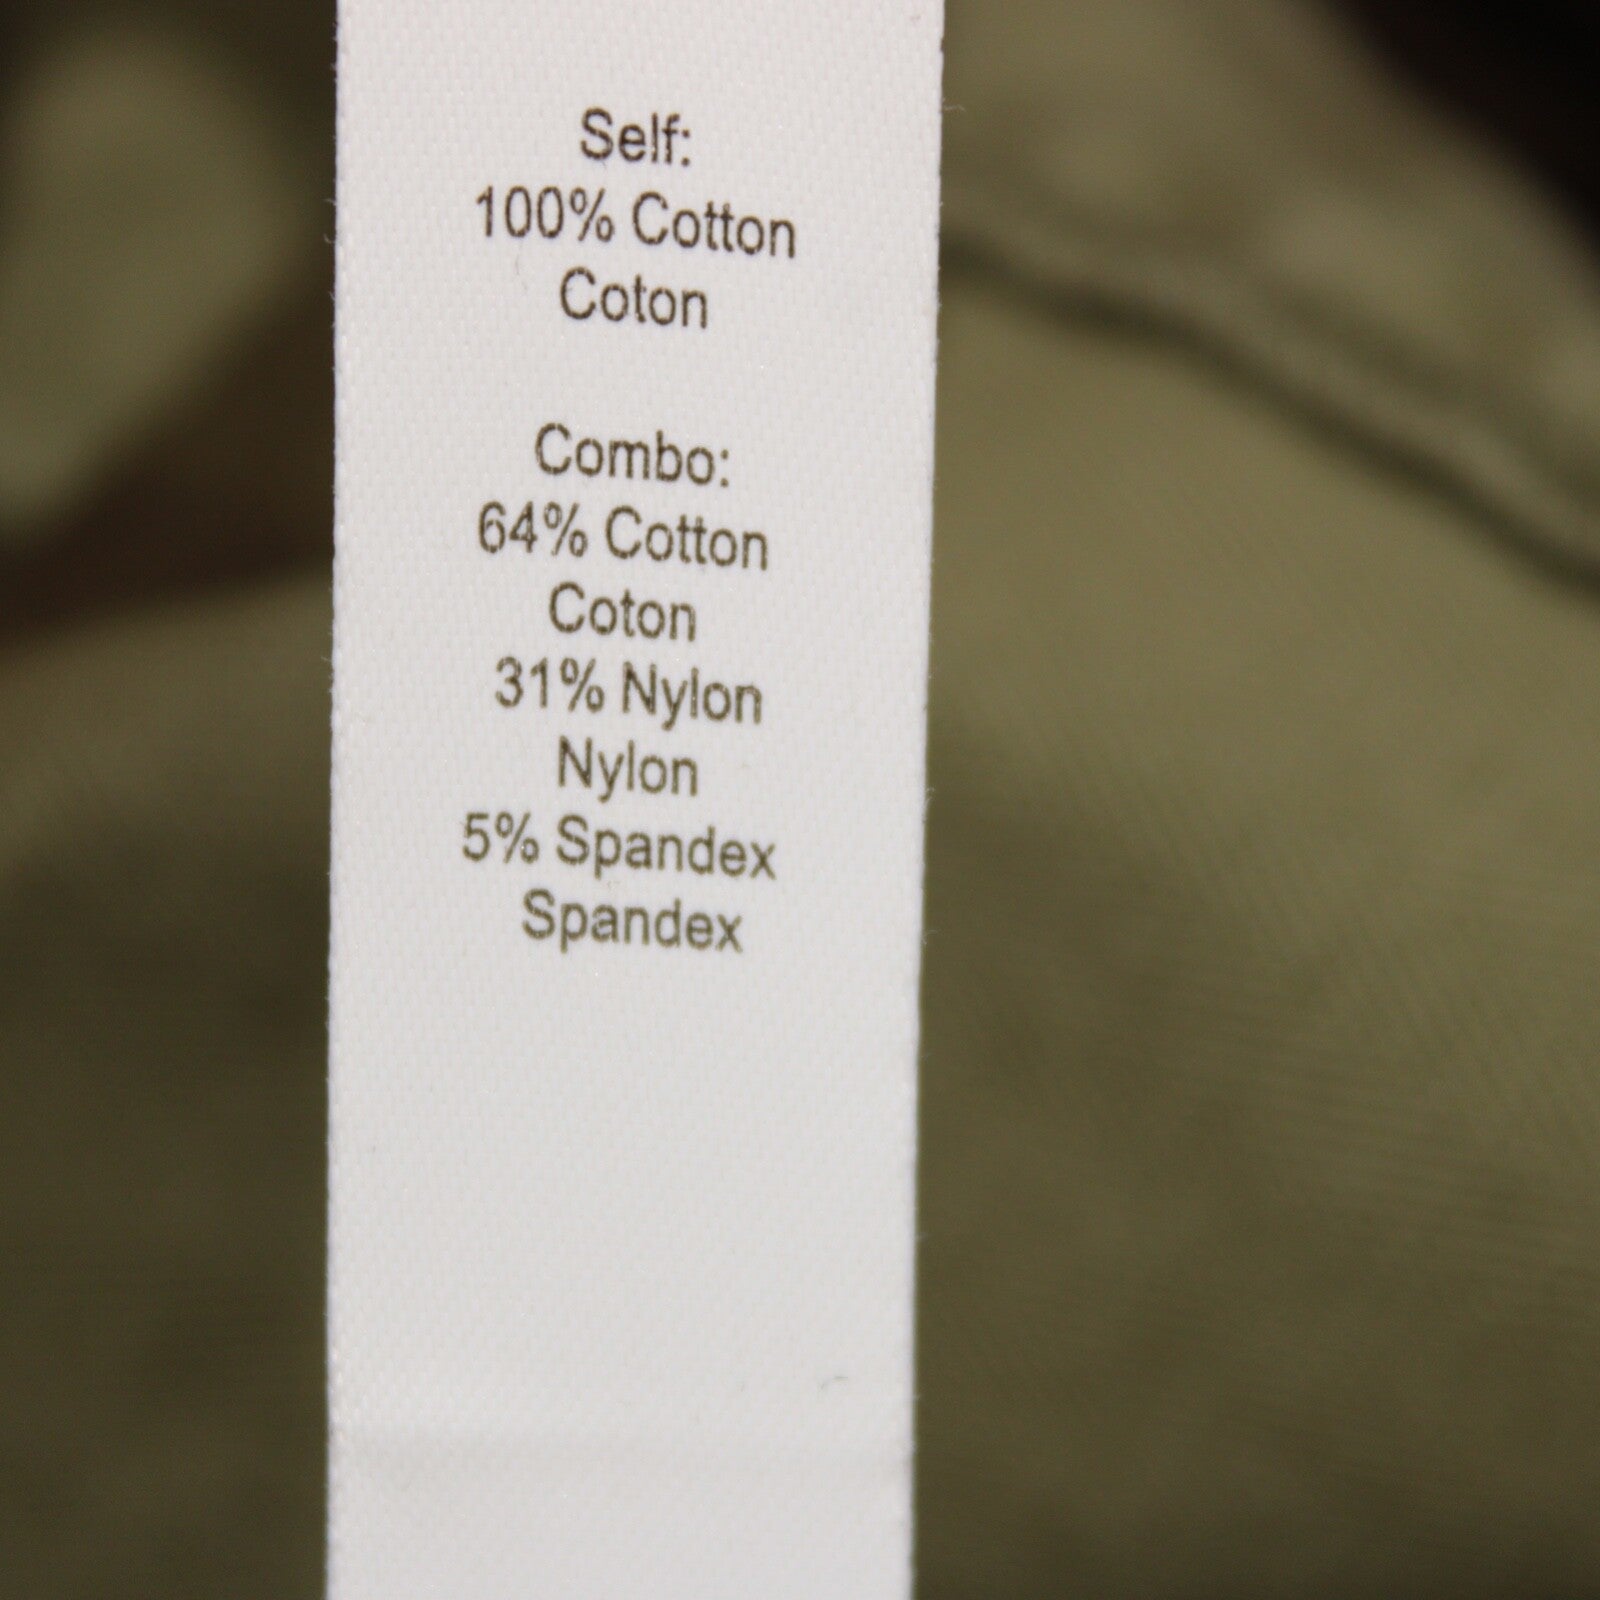 Self:
100% Cotton
Coton
Combo:
64% Cotton
Coton
31% Nylon
Nylon
5% Spandex
Spandex